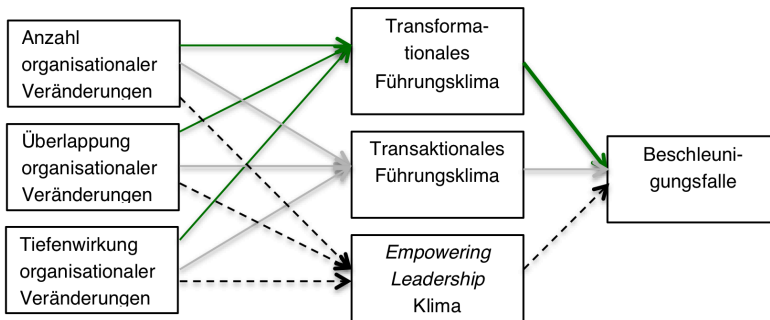 Anzahl
organisationaler
Veränderungen
Überlappung
organisationaler
Veränderungen
Tiefenwirkung
organisationaler
Veränderungen
Transforma-
tionales
Führungsklima
Transaktionales
Führungsklima
Empowering
Leadership
Klima
Beschleuni-
gungsfalle